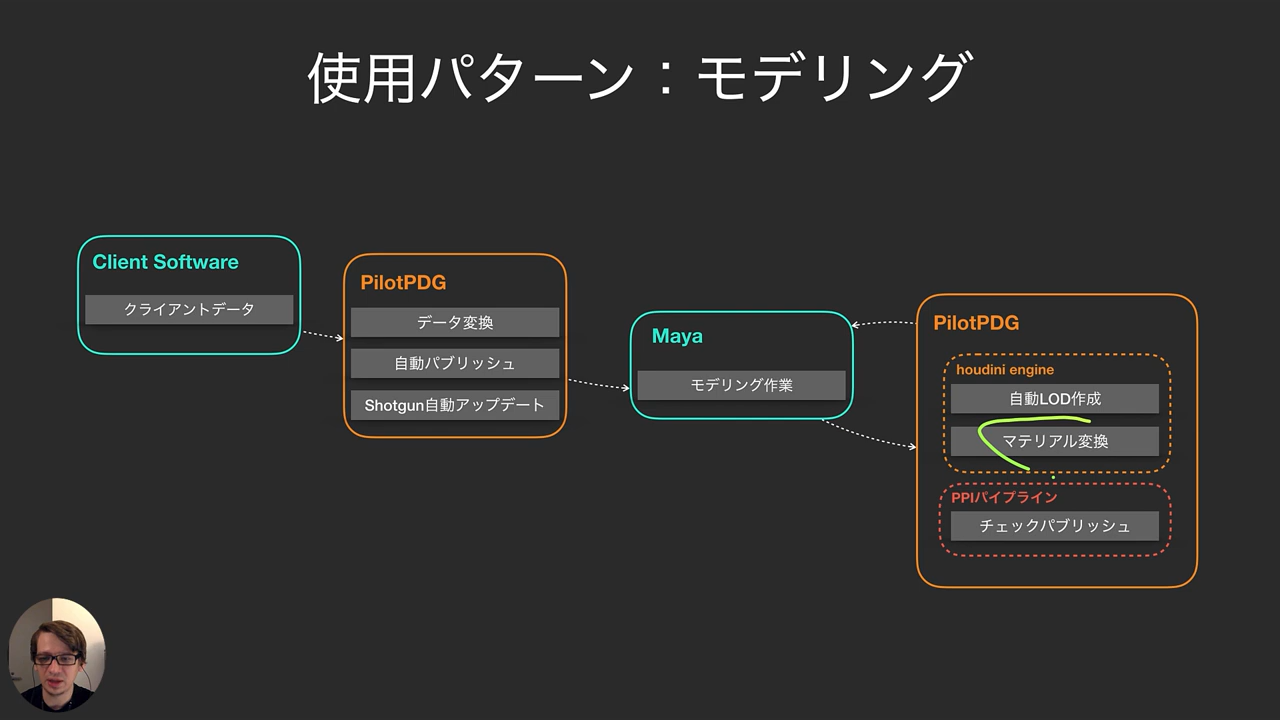 使用パターン：モデリング
Client Software
クライアントデータ
PilotPDG
データ変換
自動パブリッシュ
Shotgun自動アップデート
Maya
モデリング作業
PilotPDG
houdini engine
自動LOD作成
マテリアル変換
PPIパイプライン
チェックパブリッシュ